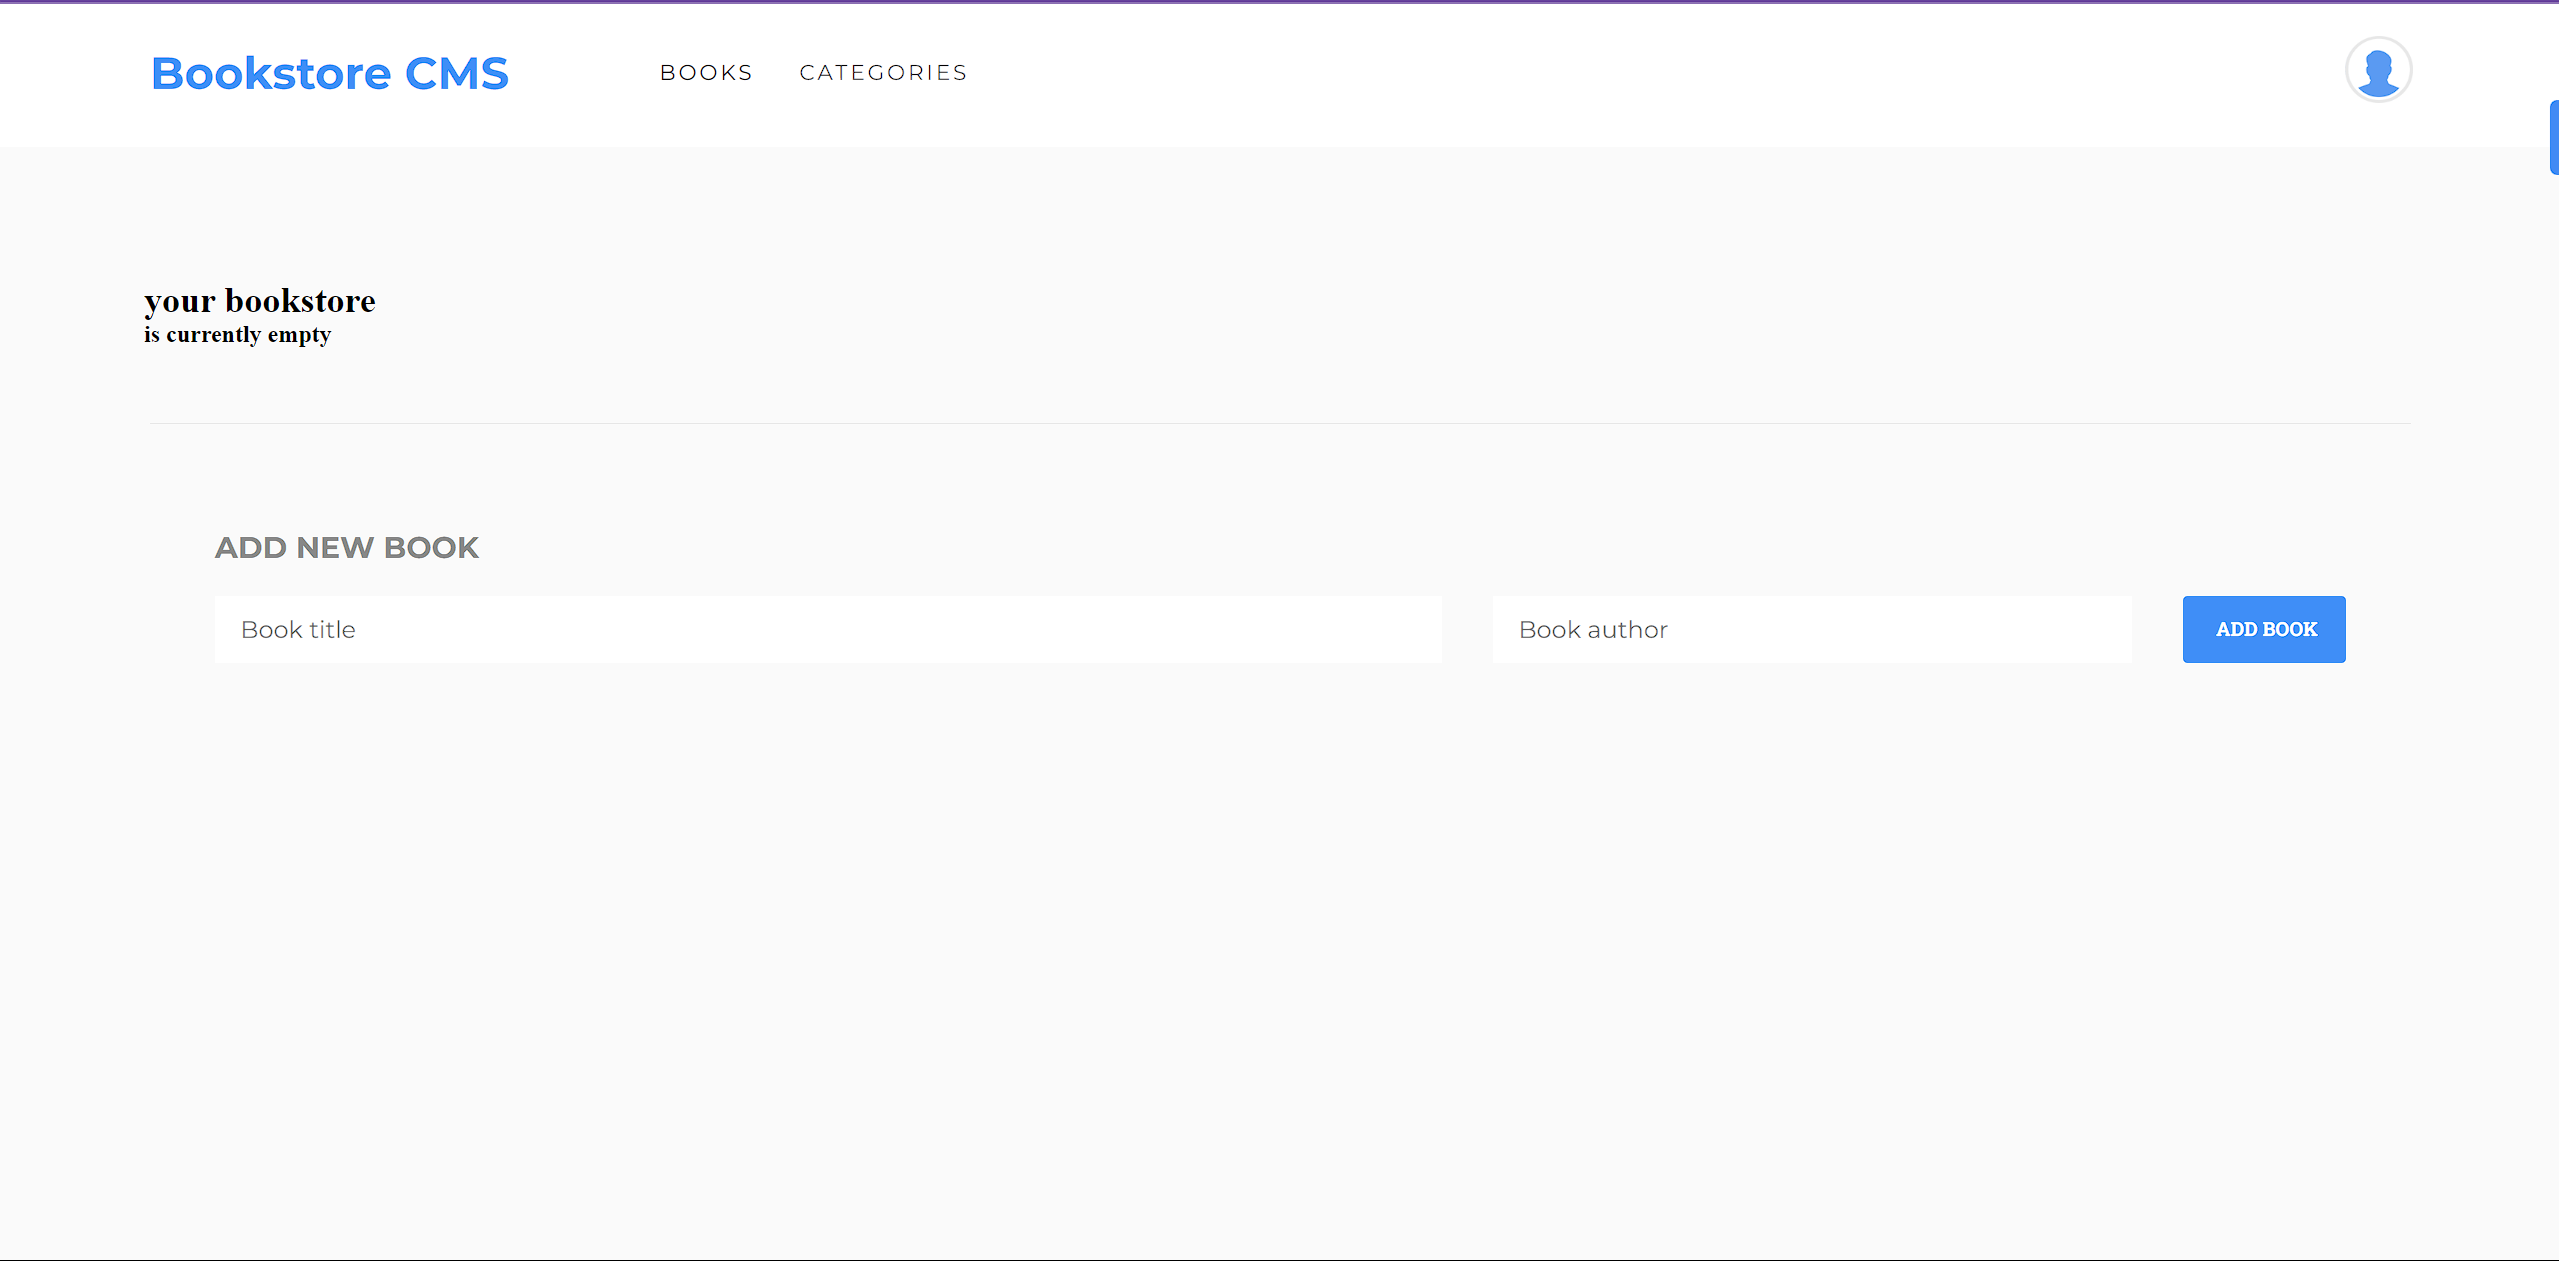 Bookstore CMS
BOOKS CATEGORIES
your bookstore
is currently empty
ADD NEW BOOK
Book title Book author ADD BOOK